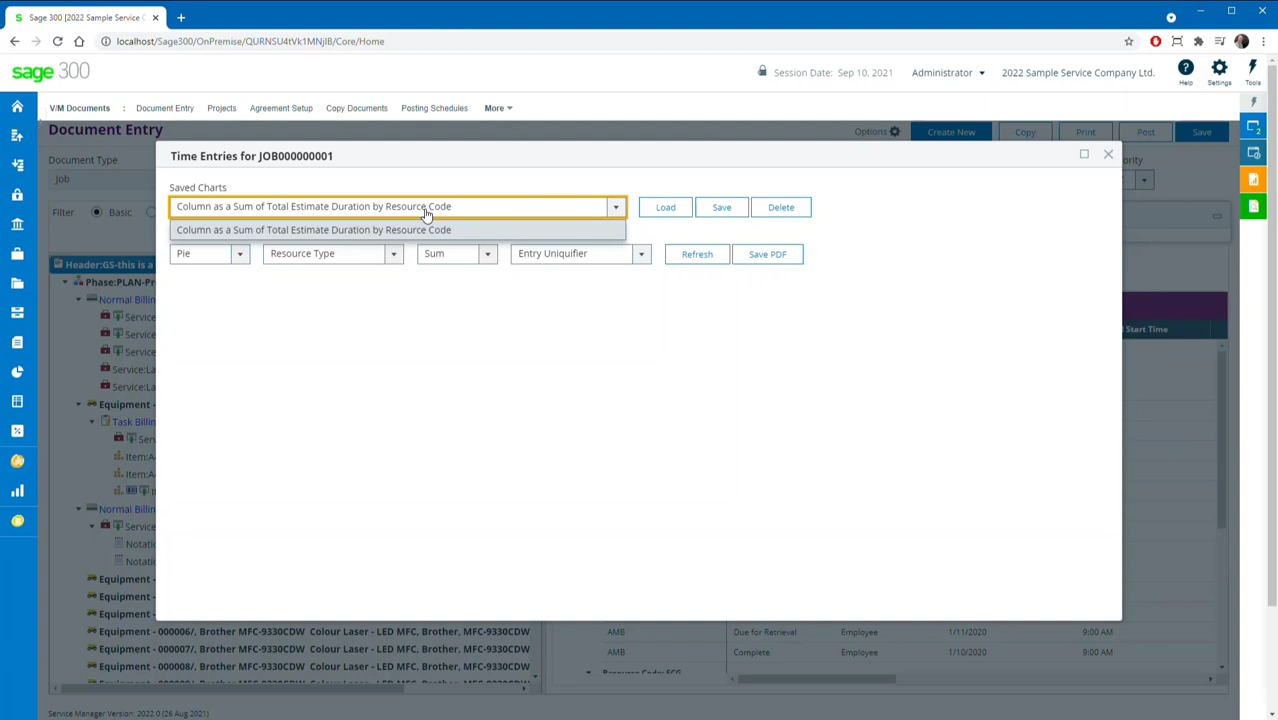 Sage 300 [2022 Sample Service C
localhost/Sage300/OnPremise/QURNSU4tVk1MNjIB/Core/Home
sage 300
Session Date: Sep 10, 2021
Administrator
2022 Sample Service Company Ltd.
Help
Settings
Tools
V/M Documents :
Document Entry
Projects
Agreement Setup
Copy Documents
Posting Schedules
More
Document Entry
Options
Create New
Copy
Print
Post
Save
Document Type
ority
Job
Filter
Basic
Time Entries for JOB000000001
Saved Charts
Column as a Sum of Total Estimate Duration by Resource Code
Load
Save
Delete
Column as a Sum of Total Estimate Duration by Resource Code
Pie
Resource Type
Sum
Entry Uniquifier
Refresh
Save PDF
2
Header:GS-this is a
Phase:PLAN-Pr
Normal Billin
Service
Service
Service
Service:La
Service:La
Equipment -
Task Billin
Serv
Item:A
Item:A
I
Normal Billin
Service
Notatio
Notatio
Equipment -
Equipment -
Equipment -
Equipment - 000006/, Brother MFC-9330CDW Colour Laser - LED MFC, Brother, MFC-9330CDW
Equipment - 000007/, Brother MFC-9330CDW Colour Laser - LED MFC, Brother, MFC-9330CDW
Equipment - 000008/, Brother MFC-9330CDW Colour Laser - LED MFC, Brother, MFC-9330CDW
Start Time
AMB
Due for Retrieval
Employee
1/11/2020
9:00 AM
AMB
Complete
Employee
1/10/2020
9:00 AM
Service Manager Version: 2022.0 (26 Aug 2021)